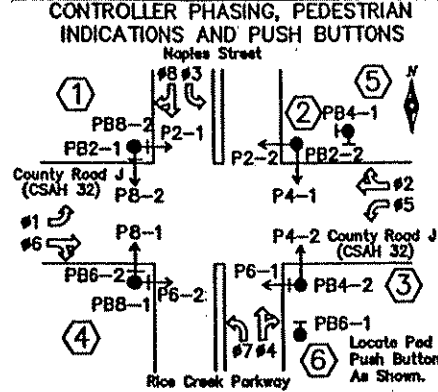 CONTROLLER PHASING, PEDESTRIAN
INDICATIONS AND PUSH BUTTONS
Naples Street
ø8 ø3
1
5
N
PB8-2
P2-1
PB2-1
2
PB4-1
P2-2
PB2-2
County Road J
(CSAH 32)
P8-2
P4-1
ø2
ø5
ø1
ø6
P8-1
P4-2
County Road J
(CSAH 32)
PB6-2
P6-2
PB8-1
P6-1
PB4-2
3
4
PB6-1
ø7 ø4
6
Locate Ped
Push Button
As Shown.
Rice Creek Parkway